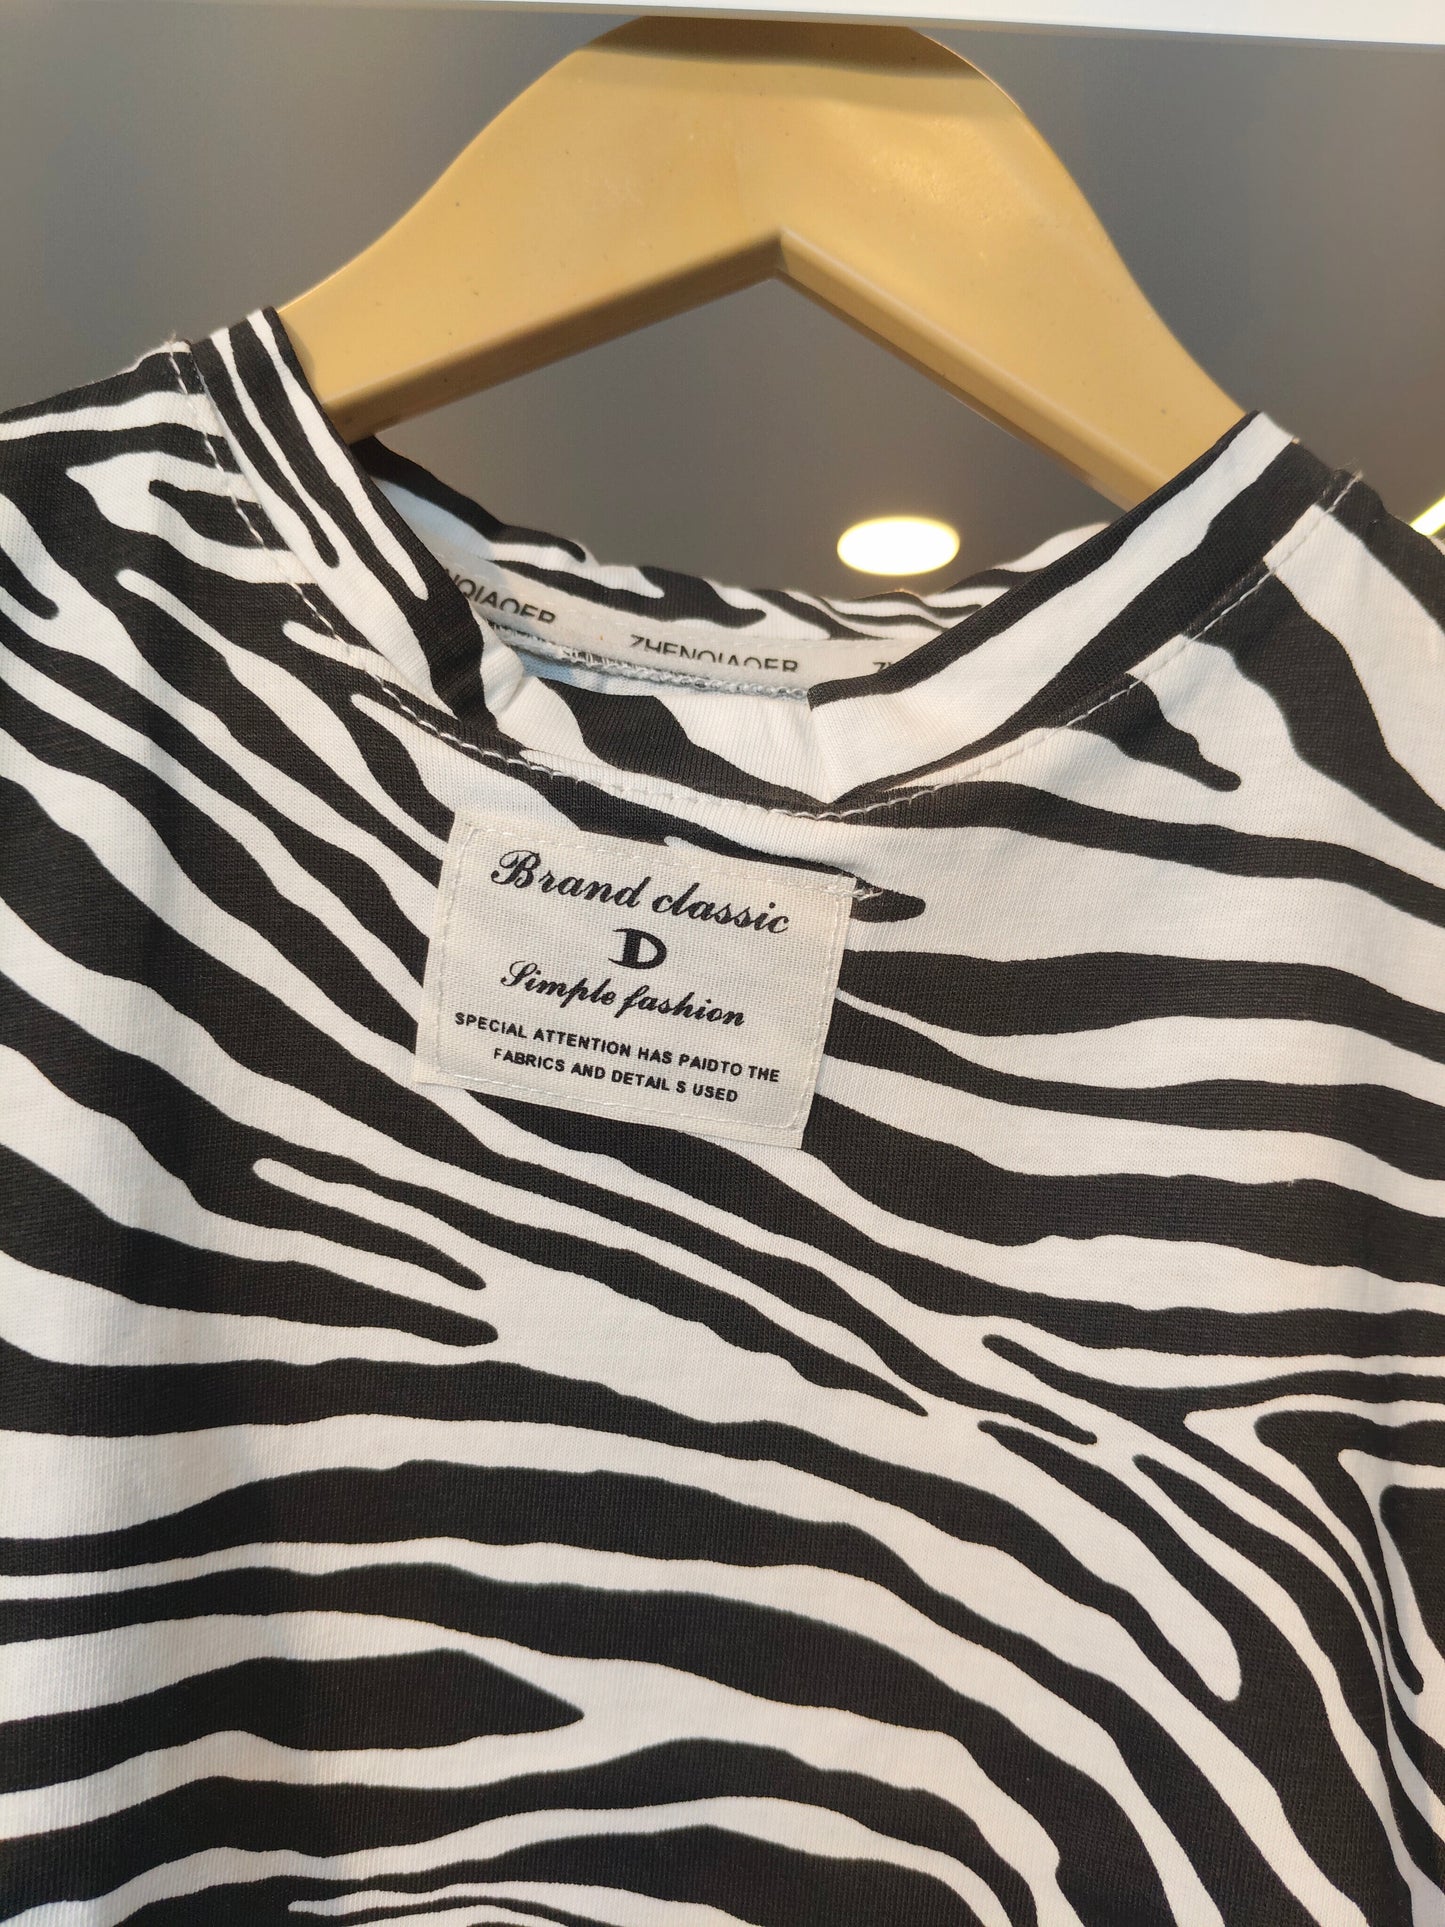 ZHENQIAOER
Brand classic
D
Simple fashion
SPECIAL ATTENTION HAS PAIDTO THE
FABRICS AND DETAIL S USED